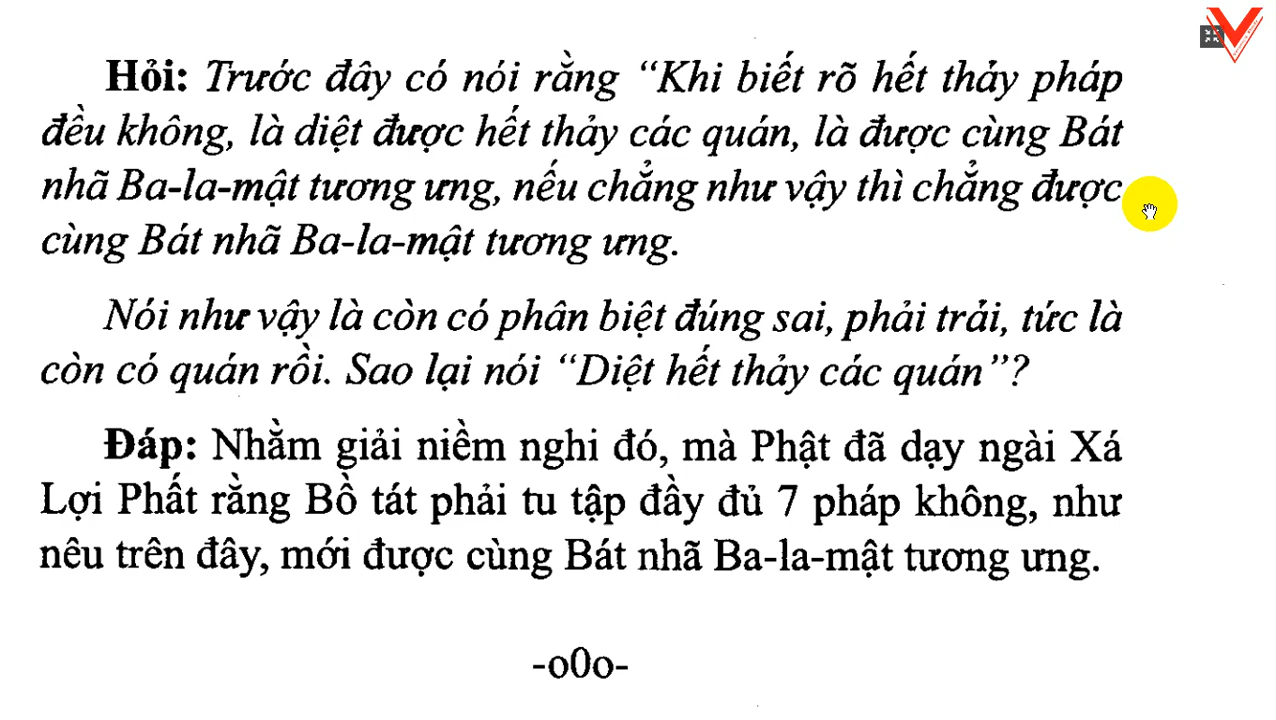 Hỏi: Trước đây có nói rằng “Khi biết rõ hết thảy pháp
đều không, là diệt được hết thảy các quán, là được cùng Bát
nhã Ba-la-mật tương ưng, nếu chẳng như vậy thì chẳng được
cùng Bát nhã Ba-la-mật tương ưng.
Nói như vậy là còn có phân biệt đúng sai, phải trải, tức là
còn có quán rồi. Sao lại nói “Diệt hết thảy các quán”?
Đáp: Nhằm giải niềm nghi đó, mà Phật đã dạy ngài Xá
Lợi Phất rằng Bồ tát phải tu tập đầy đủ 7 pháp không, như
nêu trên đây, mới được cùng Bát nhã Ba-la-mật tương ưng.
-o0o-